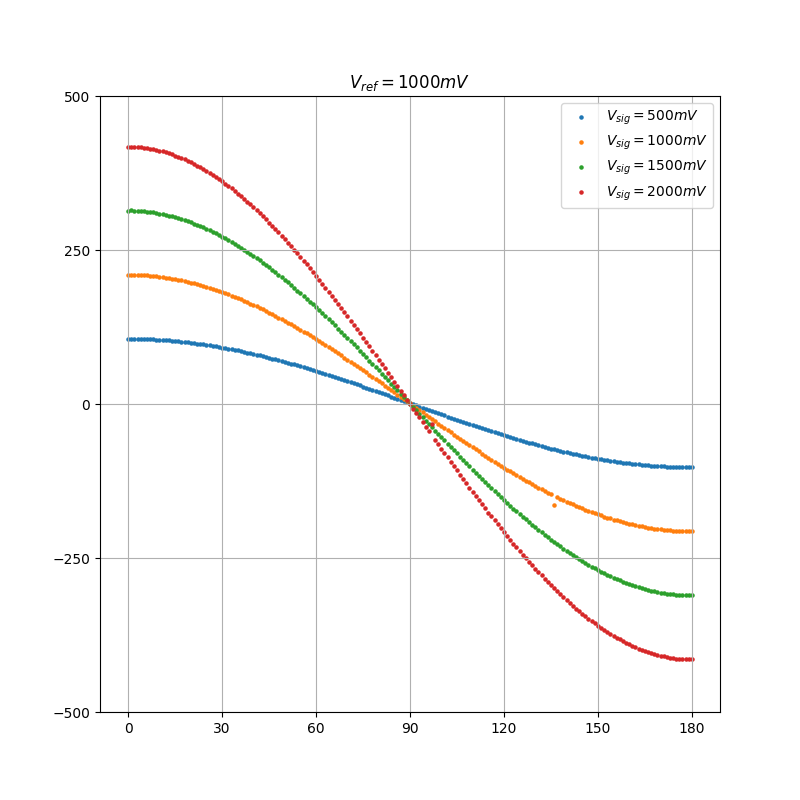 V_ref = 1000mV
500
250
0
−250
−500
V_sig = 500mV
V_sig = 1000mV
V_sig = 1500mV
V_sig = 2000mV
0 30 60 90 120 150 180